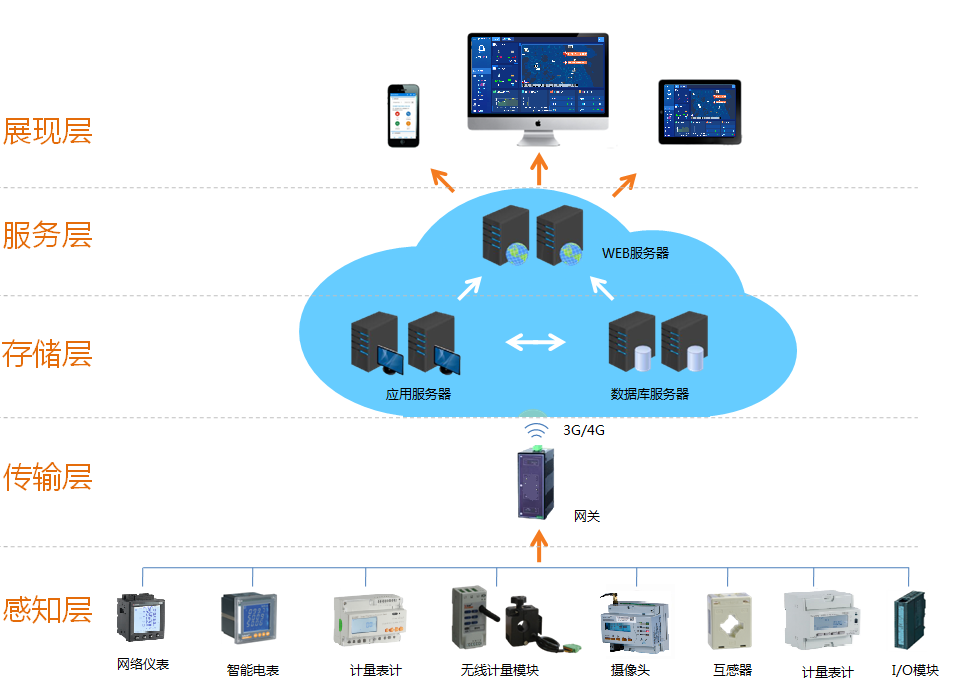 展现层
服务层
WEB服务器
存储层
应用服务器
数据库服务器
3G/4G
传输层
网关
感知层
网络仪表
智能电表
计量表计
无线计量模块
摄像头
互感器
计量表计
I/O模块